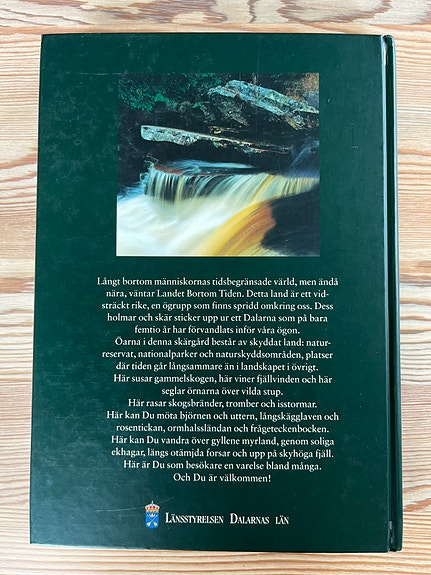 Långt bortom människornas tidsbegränsade värld, men ändå
nära, väntar Landet Bortom Tiden. Detta land är ett vid-
sträckt rike, en ögrupp som finns spridd omkring oss. Dess
holmar och skär sticker upp ur ett Dalarna som på bara
femtio år har förvandlats inför våra ögon.
Öarna i denna skärgård består av skyddat land: natur-
reservat, nationalparker och naturskyddsområden, platser
där tiden går långsammare än i landskapet i övrigt.
Här susar gammelskogen, här viner fjällvinden och här
seglar örnarna över vilda stup.
Här rasar skogsbränder, tromber och isstormar.
Här kan Du möta björnen och uttern, långskägglaven och
rosentickan, ormhalssländan och frågeteckenbocken.
Här kan Du vandra över gyllene myrland, genom soliga
ekhagar, längs otämjda forsar och upp på skyhöga fjäll.
Här är Du som besökare en varelse bland många.
Och Du är välkommen!
Länsstyrelsen Dalarnas län